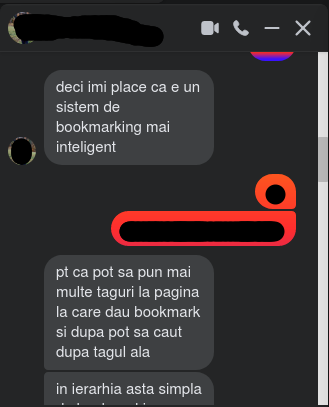 deci imi place ca e un
sistem de
bookmarking mai
inteligent
pt ca pot sa pun mai
multe taguri la pagina
la care dau bookmark
si dupa pot sa caut
dupa tagul ala
in ierarhia asta simpla